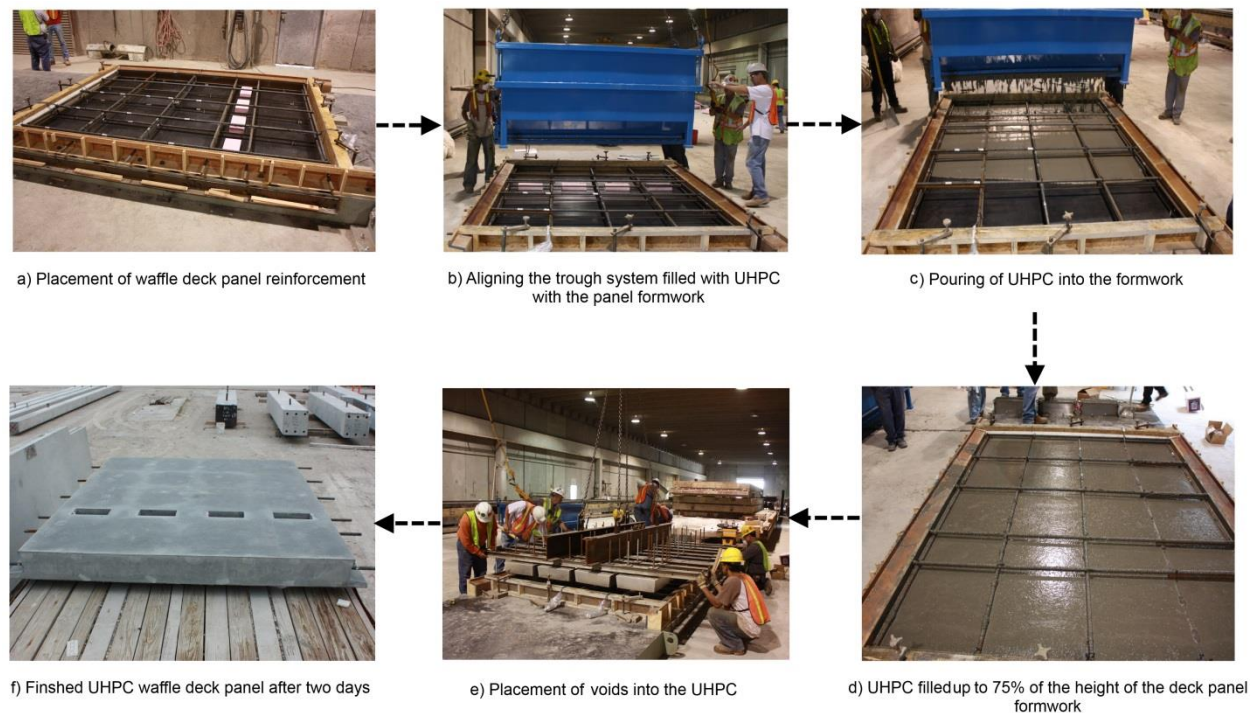 a) Placement of waffle deck panel reinforcement
b) Aligning the trough system filled with UHPC
with the panel formwork
c) Pouring of UHPC into the formwork
f) Finshed UHPC waffle deck panel after two days
e) Placement of voids into the UHPC
d) UHPC filledup to 75% of the height of the deck panel
formwork